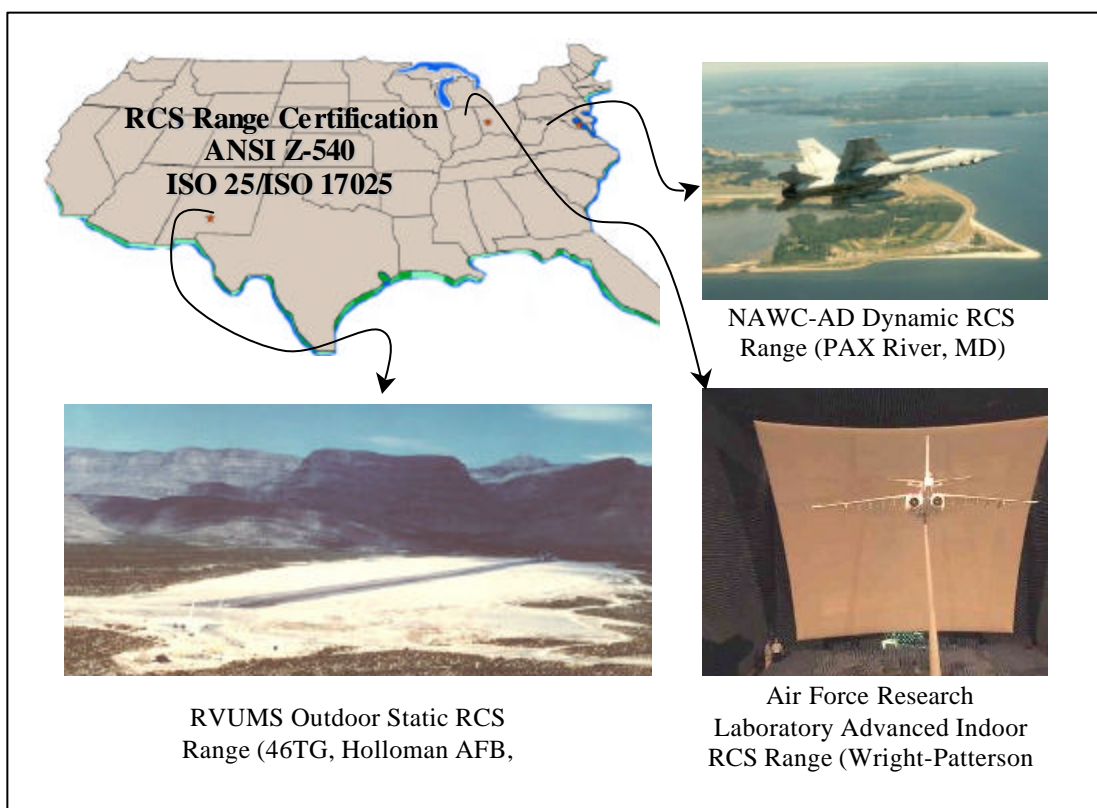 RCS Range Certification
ANSI Z-540
ISO 25/ISO 17025
NAWC-AD Dynamic RCS
Range (PAX River, MD)
RVUMS Outdoor Static RCS
Range (46TG, Holloman AFB,
Air Force Research
Laboratory Advanced Indoor
RCS Range (Wright-Patterson